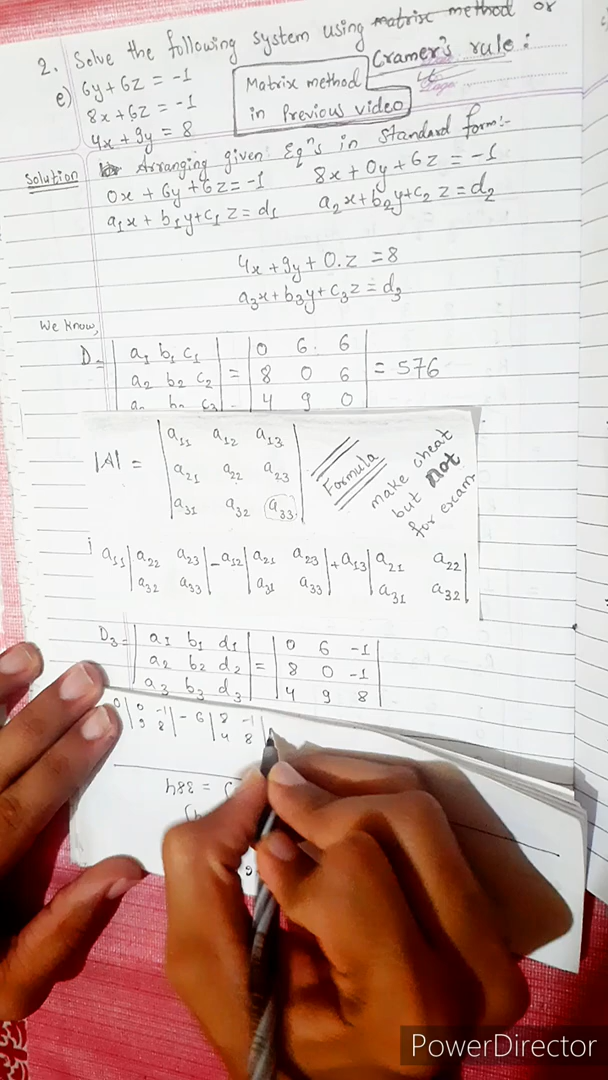 2. Solve the following system using matrix method or
Cramer's rule:
e) 6y + 6z = -1
8x + 6z = -1
4x + 9y = 8
Matrix method
in Previous video
Solution Arranging given Eqns in standard form:-
0x + 6y + 6z = -1 8x + 0y + 6z = -1
a1x + b1y + c1 z = d1 a2x + b2y + c2 z = d2
4x + 9y + 0.z = 8
a3x + b3y + c3z = d3
We know,
D = | a1 b1 c1 | = | 0 6 6 | = 576
| a2 b2 c2 | | 8 0 6 |
c3 | 4 9 0 |
|A| = | a11 a12 a13 |
| a21 a22 a23 |
| a31 a32 a33 |
Formula
make cheat
but not
for exam
a11 | a22 a23 | - a12 | a21 a23 | + a13 | a21 a22 |
| a32 a33 | | a31 a33 | | a31 a32 |
D3 = | a1 b1 d1 | = | 0 6 -1 |
| a2 b2 d2 | | 8 0 -1 |
| a3 b3 d3 | | 4 9 8 |
0 | 0 -1 | - 6 | 8 -1 |
| 9 8 | | 4 8
PowerDirector